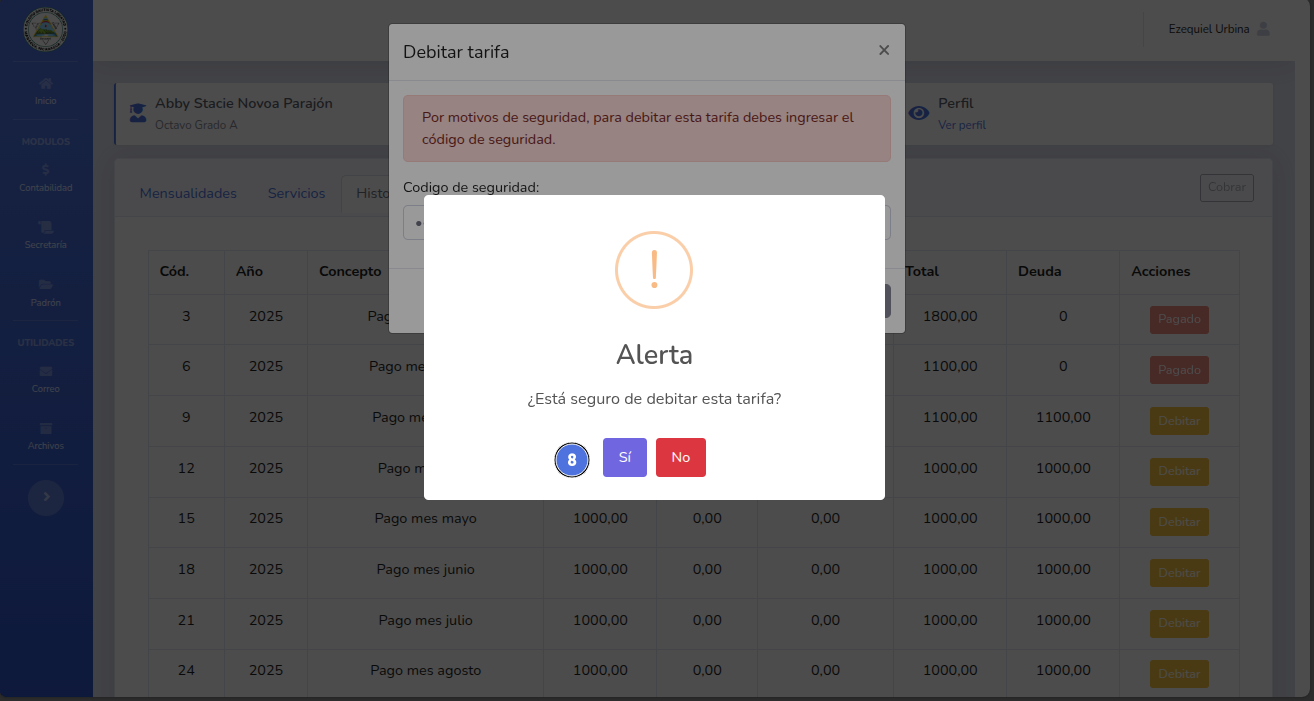 Ezequiel Urbina
Inicio
MODULOS
Contabilidad
Secretaría
Padrón
UTILIDADES
Correo
Archivos
Debitar tarifa
×
Por motivos de seguridad, para debitar esta tarifa debes ingresar el
código de seguridad.
Codigo de seguridad:
Abby Stacie Novoa Parajón
Octavo Grado A
Perfil
Ver perfil
Mensualidades Servicios Histo Cobrar
!
Alerta
¿Está seguro de debitar esta tarifa?
8 Sí No
Cód. Año Concepto Total Deuda Acciones
3 2025 Pag 1800,00 0 Pagado
6 2025 Pago me 1100,00 0 Pagado
9 2025 Pago me 1100,00 1100,00 Debitar
12 2025 Pago m 1000,00 1000,00 Debitar
15 2025 Pago mes mayo 1000,00 0,00 0,00 1000,00 1000,00 Debitar
18 2025 Pago mes junio 1000,00 0,00 0,00 1000,00 1000,00 Debitar
21 2025 Pago mes julio 1000,00 0,00 0,00 1000,00 1000,00 Debitar
24 2025 Pago mes agosto 1000,00 0,00 0,00 1000,00 1000,00 Debitar